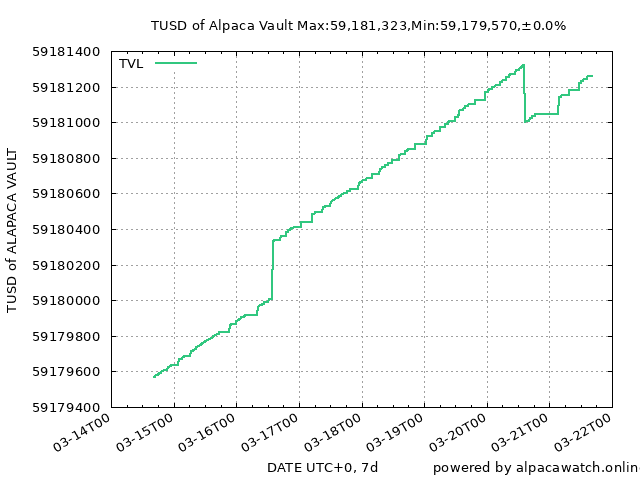 TUSD of Alpaca Vault Max:59,181,323,Min:59,179,570,±0.0%
TVL
59181400
59181200
59181000
59180800
59180600
59180400
59180200
59180000
59179800
59179600
59179400
TUSD of ALAPACA VAULT
03-14T00
03-15T00
03-16T00
03-17T00
03-18T00
03-19T00
03-20T00
03-21T00
03-22T00
DATE UTC+0, 7d
powered by alpacawatch.onlin